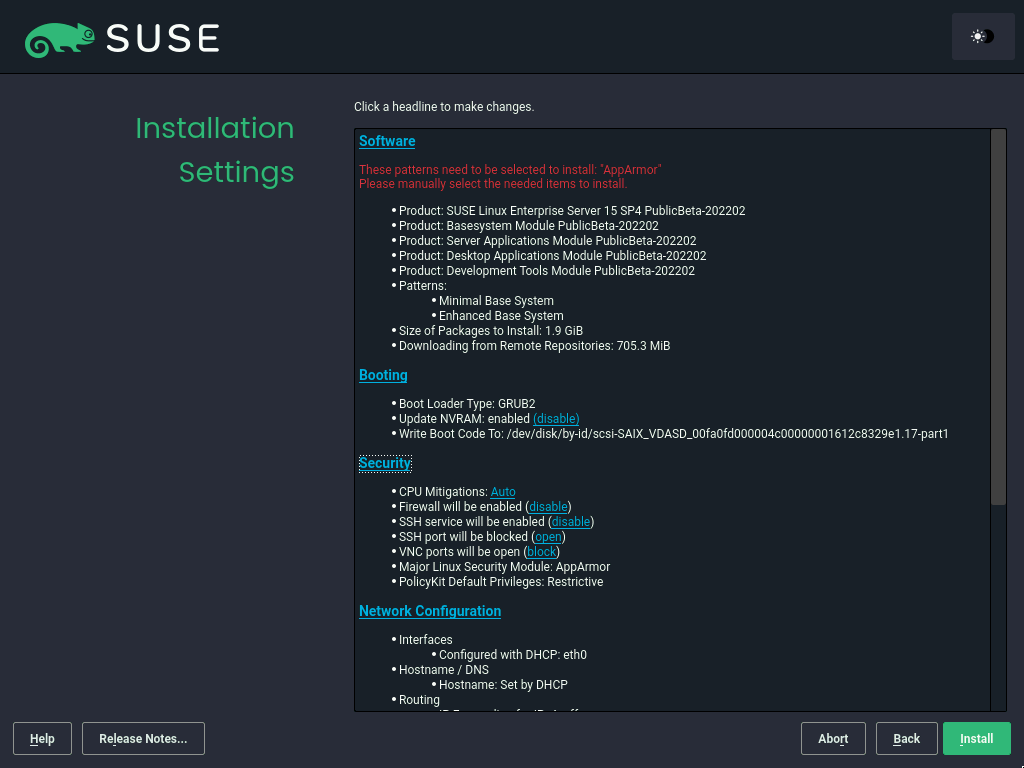 SUSE
Installation
Settings
Click a headline to make changes.
Software
These patterns need to be selected to install: "AppArmor"
Please manually select the needed items to install.
• Product: SUSE Linux Enterprise Server 15 SP4 PublicBeta-202202
• Product: Basesystem Module PublicBeta-202202
• Product: Server Applications Module PublicBeta-202202
• Product: Desktop Applications Module PublicBeta-202202
• Product: Development Tools Module PublicBeta-202202
• Patterns:
• Minimal Base System
• Enhanced Base System
• Size of Packages to Install: 1.9 GiB
• Downloading from Remote Repositories: 705.3 MiB
Booting
• Boot Loader Type: GRUB2
• Update NVRAM: enabled (disable)
• Write Boot Code To: /dev/disk/by-id/scsi-SAIX_VDASD_00fa0fd000004c00000001612c8329e1.17-part1
Security
• CPU Mitigations: Auto
• Firewall will be enabled (disable)
• SSH service will be enabled (disable)
• SSH port will be blocked (open)
• VNC ports will be open (block)
• Major Linux Security Module: AppArmor
• PolicyKit Default Privileges: Restrictive
Network Configuration
• Interfaces
• Configured with DHCP: eth0
• Hostname / DNS
• Hostname: Set by DHCP
• Routing
Help
Release Notes...
Abort
Back
Install